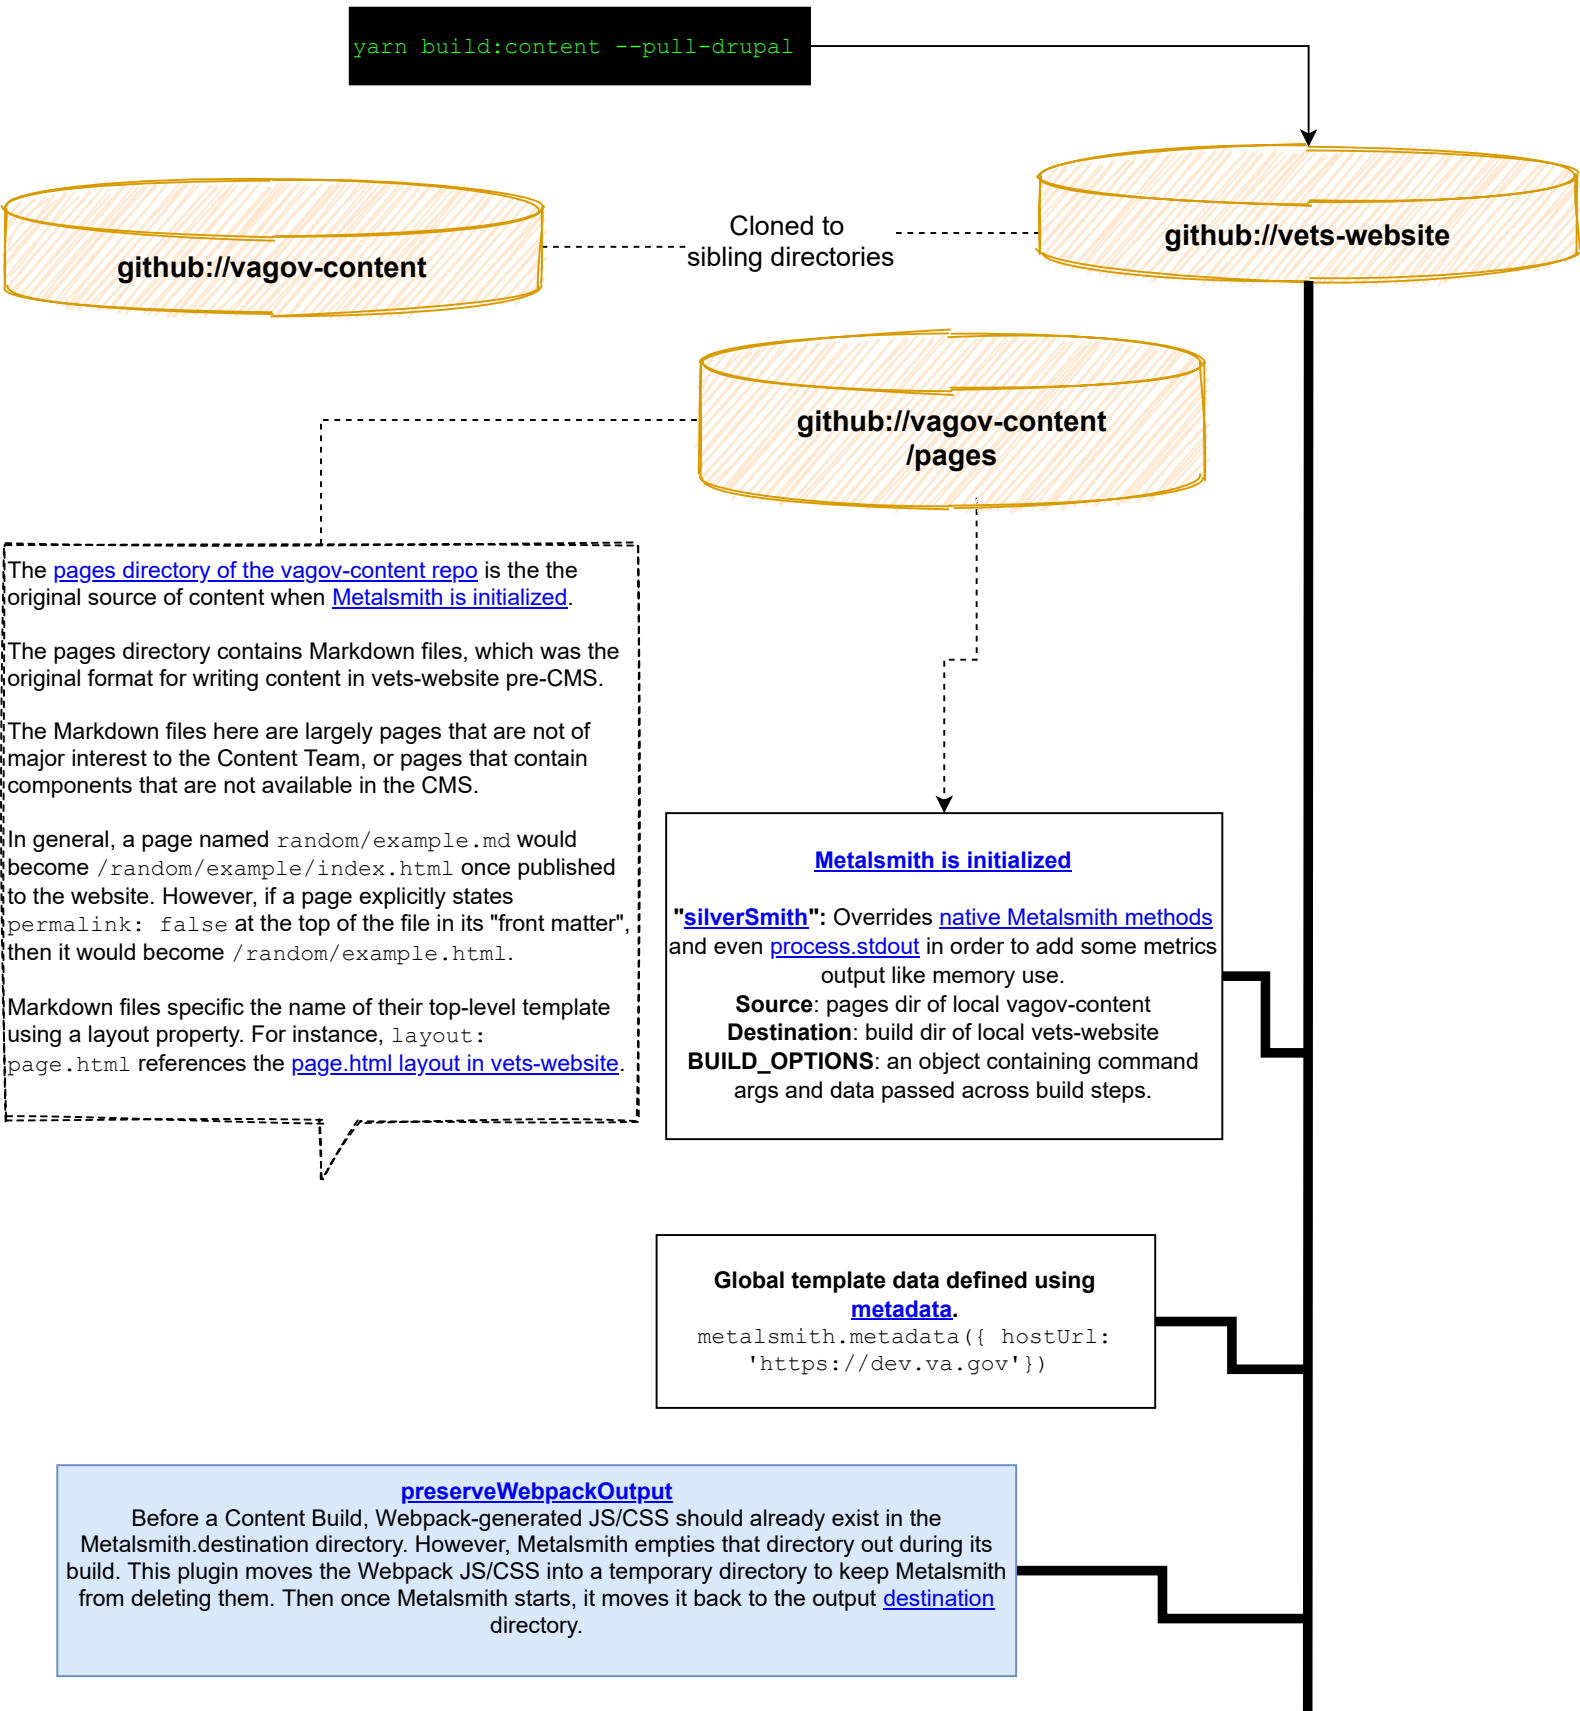 yarn build:content --pull-drupal
github://vagov-content
Cloned to
sibling directories
github://vets-website
github://vagov-content
/pages
The pages directory of the vagov-content repo is the the
original source of content when Metalsmith is initialized.
The pages directory contains Markdown files, which was the
original format for writing content in vets-website pre-CMS.
The Markdown files here are largely pages that are not of
major interest to the Content Team, or pages that contain
components that are not available in the CMS.
In general, a page named random/example.md would
become /random/example/index.html once published
to the website. However, if a page explicitly states
permalink: false at the top of the file in its "front matter",
then it would become /random/example.html.
Markdown files specific the name of their top-level template
using a layout property. For instance, layout:
page.html references the page.html layout in vets-website.
Metalsmith is initialized
"silverSmith": Overrides native Metalsmith methods
and even process.stdout in order to add some metrics
output like memory use.
Source: pages dir of local vagov-content
Destination: build dir of local vets-website
BUILD_OPTIONS: an object containing command
args and data passed across build steps.
Global template data defined using
metadata.
metalsmith.metadata({ hostUrl:
'https://dev.va.gov'})
preserveWebpackOutput
Before a Content Build, Webpack-generated JS/CSS should already exist in the
Metalsmith.destination directory. However, Metalsmith empties that directory out during its
build. This plugin moves the Webpack JS/CSS into a temporary directory to keep Metalsmith
from deleting them. Then once Metalsmith starts, it moves it back to the output destination
directory.